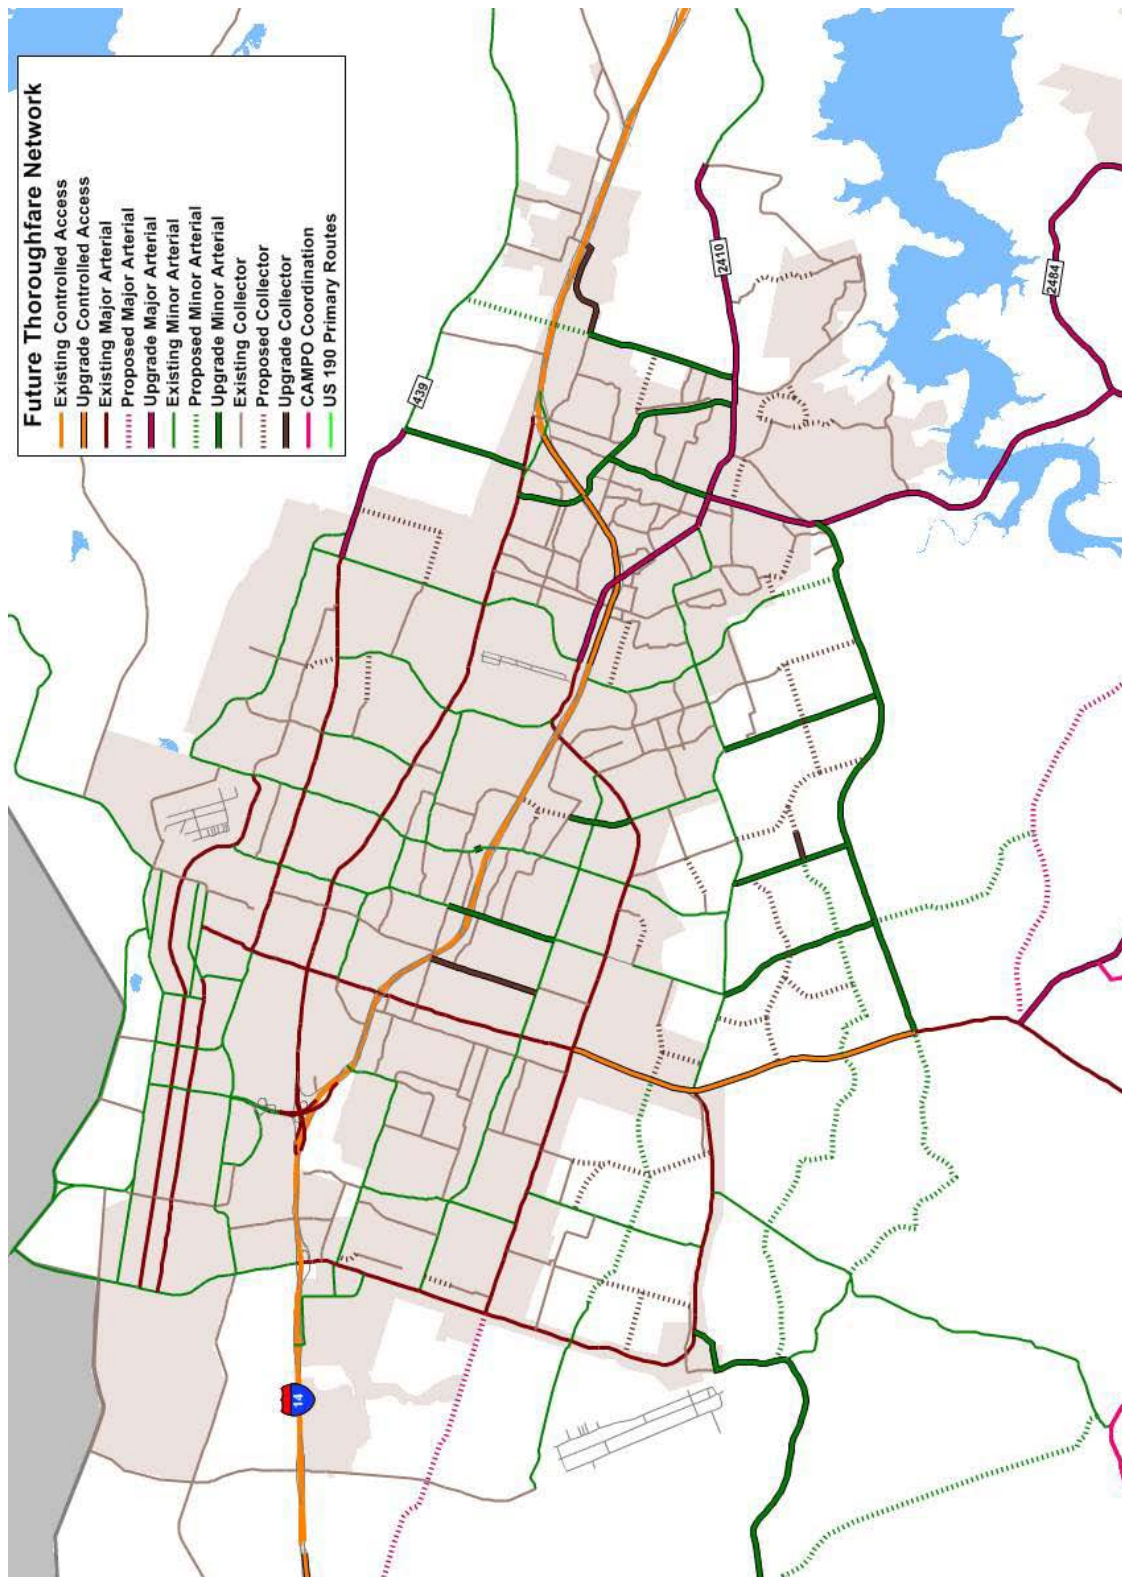 Future Thoroughfare Network
Existing Controlled Access
Upgrade Controlled Access
Existing Major Arterial
Proposed Major Arterial
Upgrade Major Arterial
Existing Minor Arterial
Proposed Minor Arterial
Upgrade Minor Arterial
Existing Collector
Proposed Collector
Upgrade Collector
CAMPO Coordination
US 190 Primary Routes
439
2410
2484
14